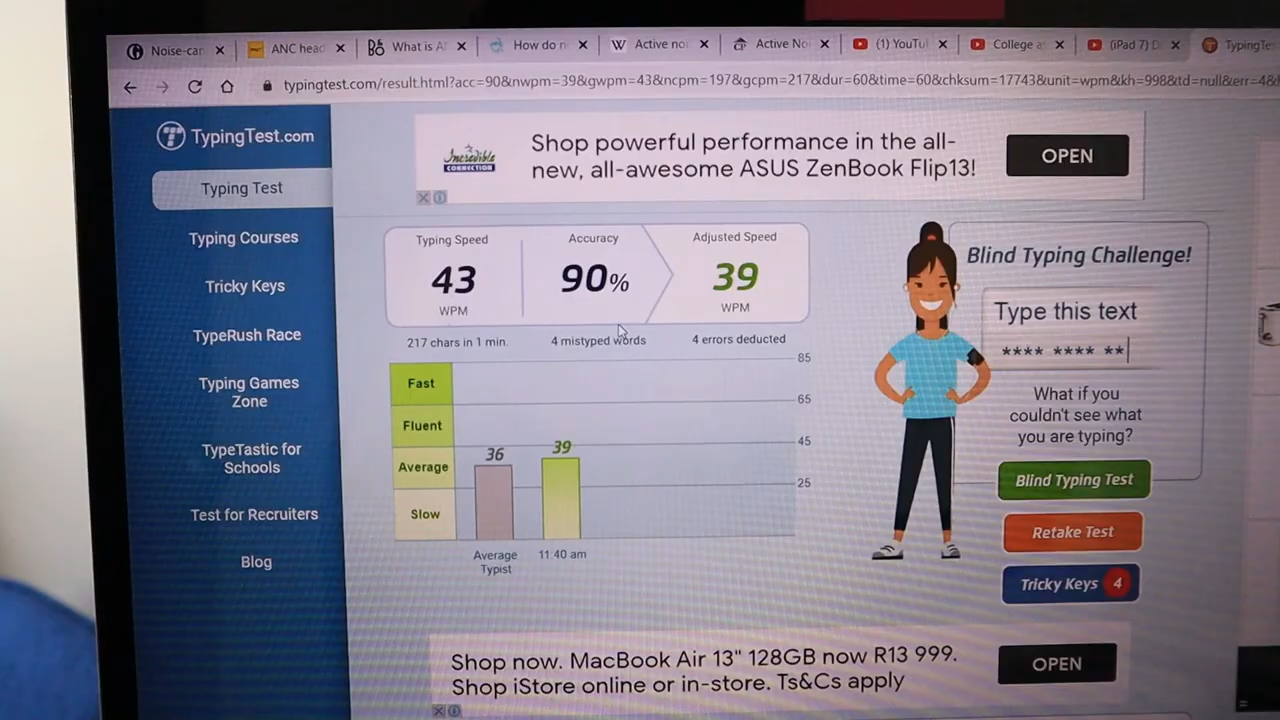 Noise-can
ANC head
What is A
How do n
Active noi
Active No
(1) YouTu
College a
(iPad 7) D
TypingTe
typingtest.com/result.html?acc=90&nwpm=39&gwpm=43&ncpm=197&gcpm=217&dur=60&time=60&chksum=17743&unit=wpm&kh=998&td=null&err=4&
TypingTest.com
Typing Test
Typing Courses
Tricky Keys
TypeRush Race
Typing Games
Zone
TypeTastic for
Schools
Test for Recruiters
Blog
Incredible
CONNECTION
Shop powerful performance in the all-
new, all-awesome ASUS ZenBook Flip13!
OPEN
Typing Speed
43
WPM
Accuracy
90%
Adjusted Speed
39
WPM
217 chars in 1 min.
4 mistyped words
4 errors deducted
Fast
Fluent
Average
Slow
85
65
45
25
36
39
Average
Typist
11:40 am
Blind Typing Challenge!
Type this text
**** **** **
What if you
couldn't see what
you are typing?
Blind Typing Test
Retake Test
Tricky Keys 4
Shop now. MacBook Air 13" 128GB now R13 999.
Shop iStore online or in-store. Ts&Cs apply
OPEN